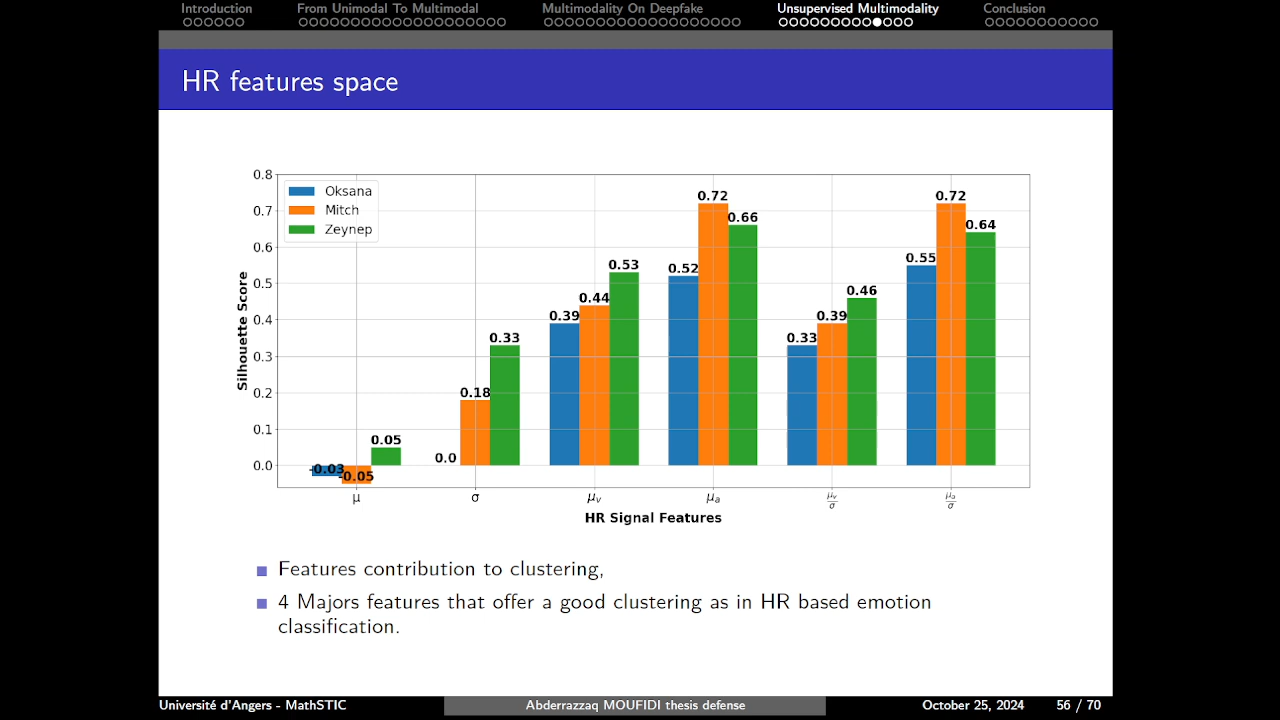 Introduction From Unimodal To Multimodal Multimodality On Deepfake Unsupervised Multimodality Conclusion
HR features space
0.8
0.7
0.6
0.5
0.4
0.3
0.2
0.1
0.0
Silhouette Score
Oksana
Mitch
Zeynep
-0.03 -0.05 0.05
0.0 0.18 0.33
0.39 0.44 0.53
0.52 0.72 0.66
0.33 0.39 0.46
0.55 0.72 0.64
μ σ μᵥ μₐ μᵥ/σ μₐ/σ
HR Signal Features
Features contribution to clustering,
4 Majors features that offer a good clustering as in HR based emotion
classification.
Université d'Angers - MathSTIC Abderrazzaq MOUFIDI thesis defense October 25, 2024 56 / 70